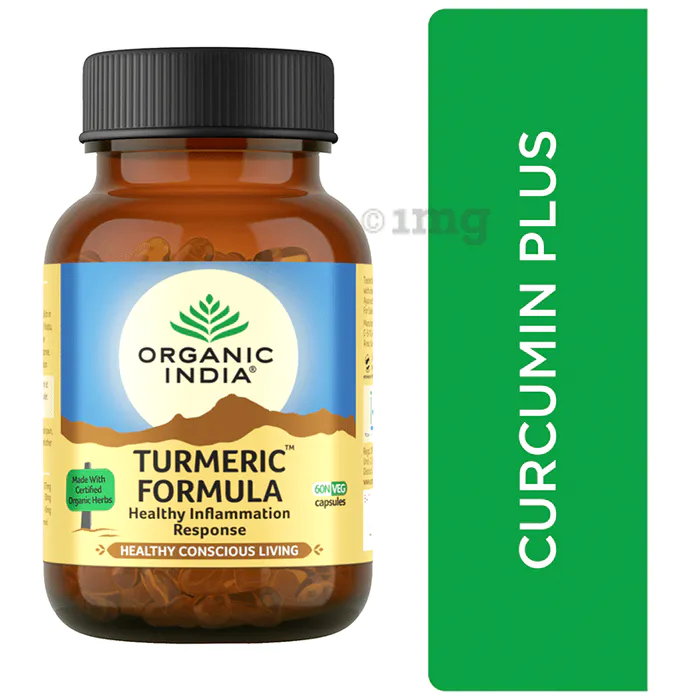 ©1mg
ORGANIC
INDIA®
TURMERIC™
FORMULA
Healthy Inflammation
Response
Made With
Certified
Organic Herbs
60N VEG
capsules
HEALTHY CONSCIOUS LIVING
CURCUMIN PLUS